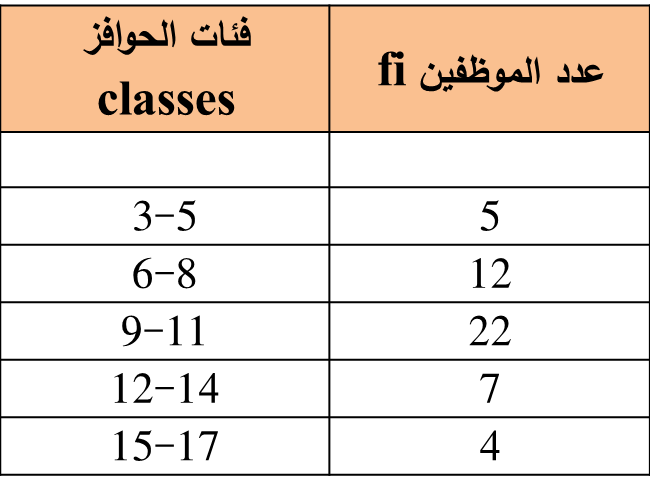 فئات الحوافز
classes
عدد الموظفين fi
3-5 5
6-8 12
9-11 22
12-14 7
15-17 4